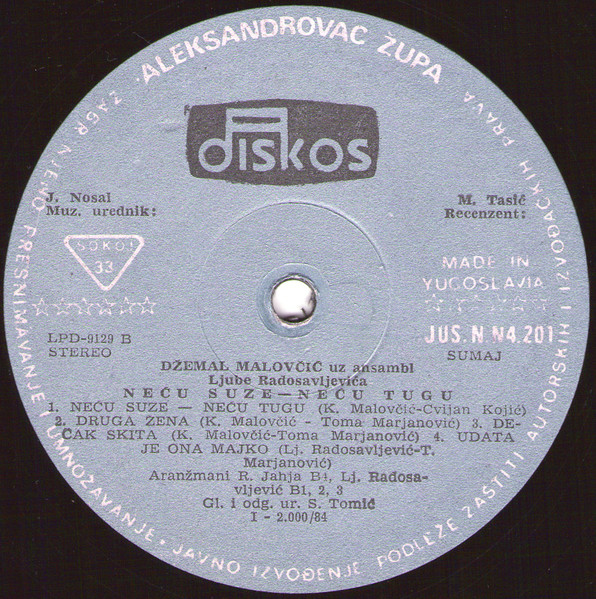 ALEKSANDROVAC ŽUPA
DISKOS
J. Nosal
Muz. urednik:
M. Tasić
Recenzent:
SOKOJ
33
MADE IN
YUGOSLAVIA
☆☆☆☆☆☆
☆☆☆☆☆☆
LPD-9129 B
STEREO
JUS. N. N4.201
SUMAJ
DŽEMAL MALOVČIĆ uz ansambl
Ljube Radosavljevića
NEĆU SUZE—NEĆU TUGU
1. NEĆU SUZE — NEĆU TUGU (K. Malovčić-Cvijan Kojić)
2. DRUGA ŽENA (K. Malovčić - Toma Marjanović) 3. DE-
ČAK SKITA (K. Malovčić-Toma Marjanović) 4. UDATA
JE ONA MAJKO (Lj. Radosavljević-T.
Marjanović)
Aranžmani R. Jahja B4, Lj. Radosa-
vljević B1, 2, 3
Gl. i odg. ur. S. Tomić
I - 2.000/84
PRESNIMAVANJE I UMNOŽAVANJE • JAVNO IZVOĐENJE PODLEŽE ZAŠTITI AUTORSKIH I IZVOĐAČKIH PRAVA